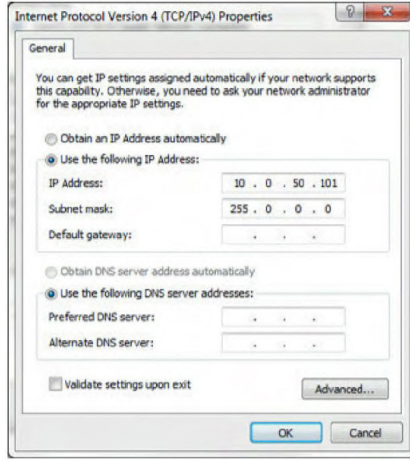 Internet Protocol Version 4 (TCP/IPv4) Properties
General
You can get IP settings assigned automatically if your network supports
this capability. Otherwise, you need to ask your network administrator
for the appropriate IP settings.
Obtain an IP Address automatically
Use the following IP Address:
IP Address: 10 . 0 . 50 . 101
Subnet mask: 255 . 0 . 0 . 0
Default gateway: . . .
Obtain DNS server address automatically
Use the following DNS server addresses:
Preferred DNS server: . . .
Alternate DNS server: . . .
Validate settings upon exit
Advanced...
OK Cancel